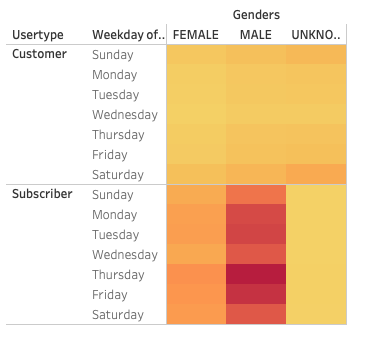 Genders
Usertype Weekday of.. FEMALE MALE UNKNO..
Customer Sunday
Monday
Tuesday
Wednesday
Thursday
Friday
Saturday
Subscriber Sunday
Monday
Tuesday
Wednesday
Thursday
Friday
Saturday